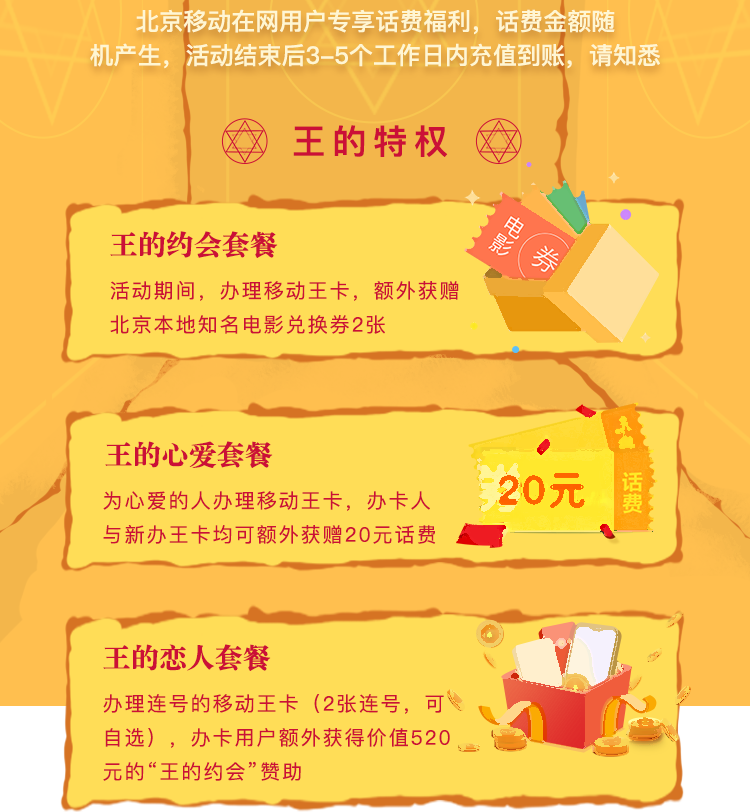 北京移动在网用户专享话费福利，话费金额随
机产生，活动结束后3-5个工作日内充值到账，请知悉
王的特权
王的约会套餐
活动期间，办理移动王卡，额外获赠
北京本地知名电影兑换券2张
电影
券
王的心爱套餐
为心爱的人办理移动王卡，办卡人
与新办王卡均可额外获赠20元话费
20元
话费
王的恋人套餐
办理连号的移动王卡（2张连号，可
自选），办卡用户额外获得价值520
元的“王的约会”赞助